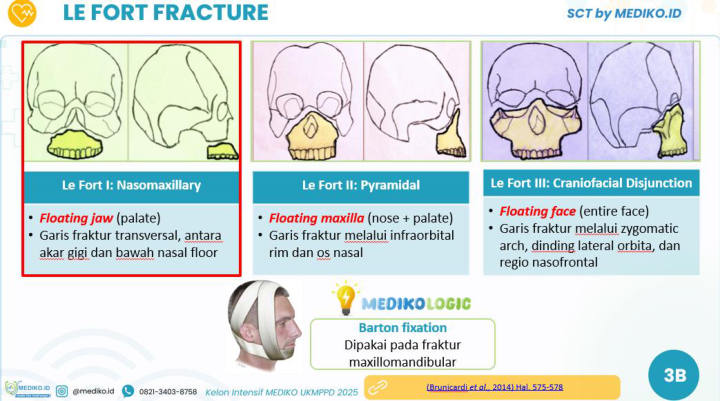 LE FORT FRACTURE
SCT by MEDIKO.ID
Le Fort I: Nasomaxillary
• Floating jaw (palate)
• Garis fraktur transversal, antara
akar gigi dan bawah nasal floor
Le Fort II: Pyramidal
• Floating maxilla (nose + palate)
• Garis fraktur melalui infraorbital
rim dan os nasal
Le Fort III: Craniofacial Disjunction
• Floating face (entire face)
• Garis fraktur melalui zygomatic
arch, dinding lateral orbita, dan
regio nasofrontal
MEDIKOLOGIC
Barton fixation
Dipakai pada fraktur
maxillomandibular
MEDIKO.ID
@mediko.id
0821-3403-8758
Kelon Intensif MEDIKO UKMPPD 2025
(Brunicardi et al., 2014) Hal. 575-578
3B